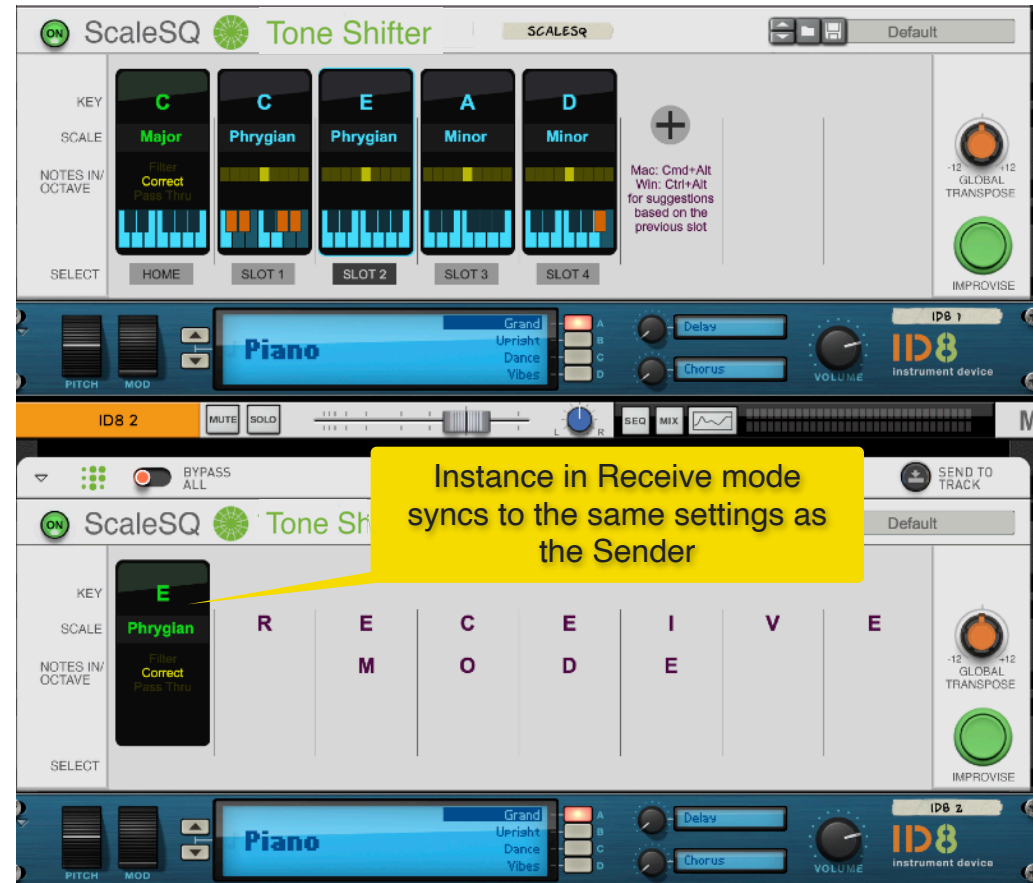 ON ScaleSQ Tone Shifter SCALESQ Default
KEY C C E A D
SCALE Major Phrygian Phrygian Minor Minor
NOTES IN/
OCTAVE
Filter
Correct
Pass Thru
Mac: Cmd+Alt
Win: Ctrl+Alt
for suggestions
based on the
previous slot
-12 +12
GLOBAL
TRANSPOSE
SELECT HOME SLOT 1 SLOT 2 SLOT 3 SLOT 4
IMPROVISE
PITCH MOD
Piano
Grand A
Upright B
Dance C
Vibes D
Delay
Chorus
VOLUME
ID8 1
ID8
instrument device
ID8 2 MUTE SOLO L R SEQ MIX
BYPASS
ALL
SEND TO
TRACK
Instance in Receive mode
syncs to the same settings as
the Sender
ON ScaleSQ Tone Sh Default
KEY E
SCALE Phrygian R E C E I V E
NOTES IN/
OCTAVE
Filter
Correct
Pass Thru
M O D E
-12 +12
GLOBAL
TRANSPOSE
SELECT
IMPROVISE
PITCH MOD
Piano
Grand A
Upright B
Dance C
Vibes D
Delay
Chorus
VOLUME
ID8 2
ID8
instrument device